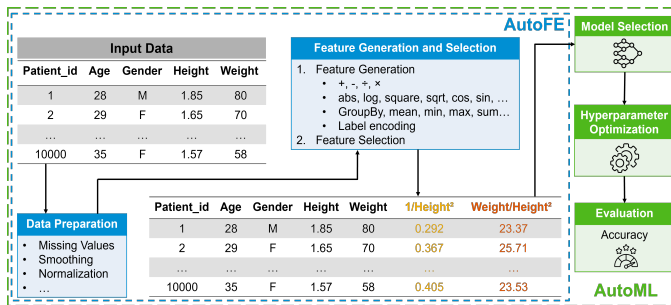 AutoFE
Input Data
Patient_id Age Gender Height Weight
1 28 M 1.85 80
2 29 F 1.65 70
... ... ... ... ...
10000 35 F 1.57 58
Feature Generation and Selection
1. Feature Generation
• +, -, ÷, ×
• abs, log, square, sqrt, cos, sin, ...
• GroupBy, mean, min, max, sum...
• Label encoding
2. Feature Selection
Data Preparation
• Missing Values
• Smoothing
• Normalization
• ...
Patient_id Age Gender Height Weight 1/Height² Weight/Height²
1 28 M 1.85 80 0.292 23.37
2 29 F 1.65 70 0.367 25.71
... ... ... ... ... ... ...
10000 35 F 1.57 58 0.405 23.53
Model Selection
Hyperparameter
Optimization
Evaluation
Accuracy
AutoML